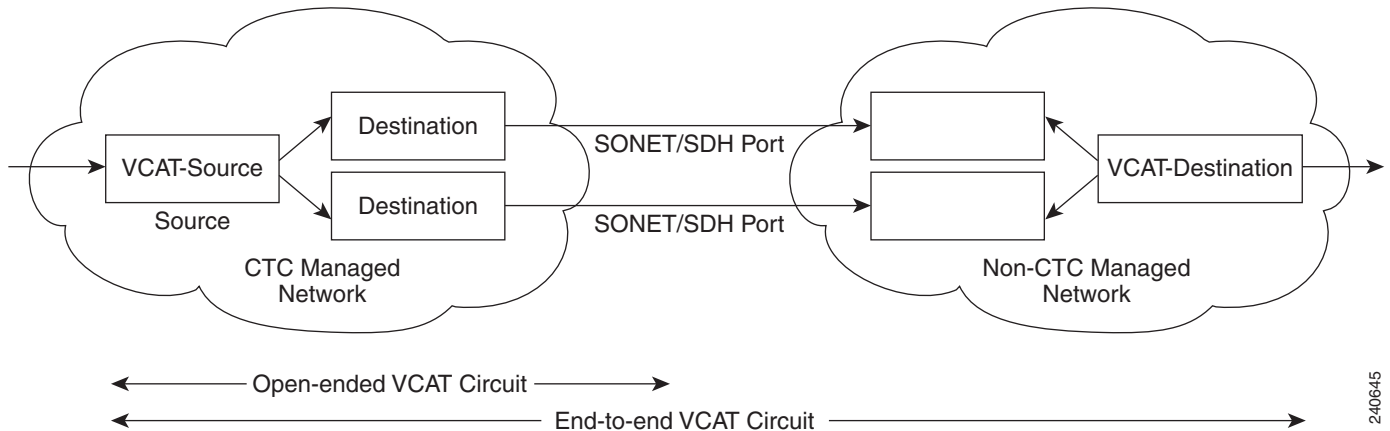 VCAT-Source
Source
Destination
Destination
CTC Managed
Network
SONET/SDH Port
SONET/SDH Port
VCAT-Destination
Non-CTC Managed
Network
Open-ended VCAT Circuit
End-to-end VCAT Circuit
240645